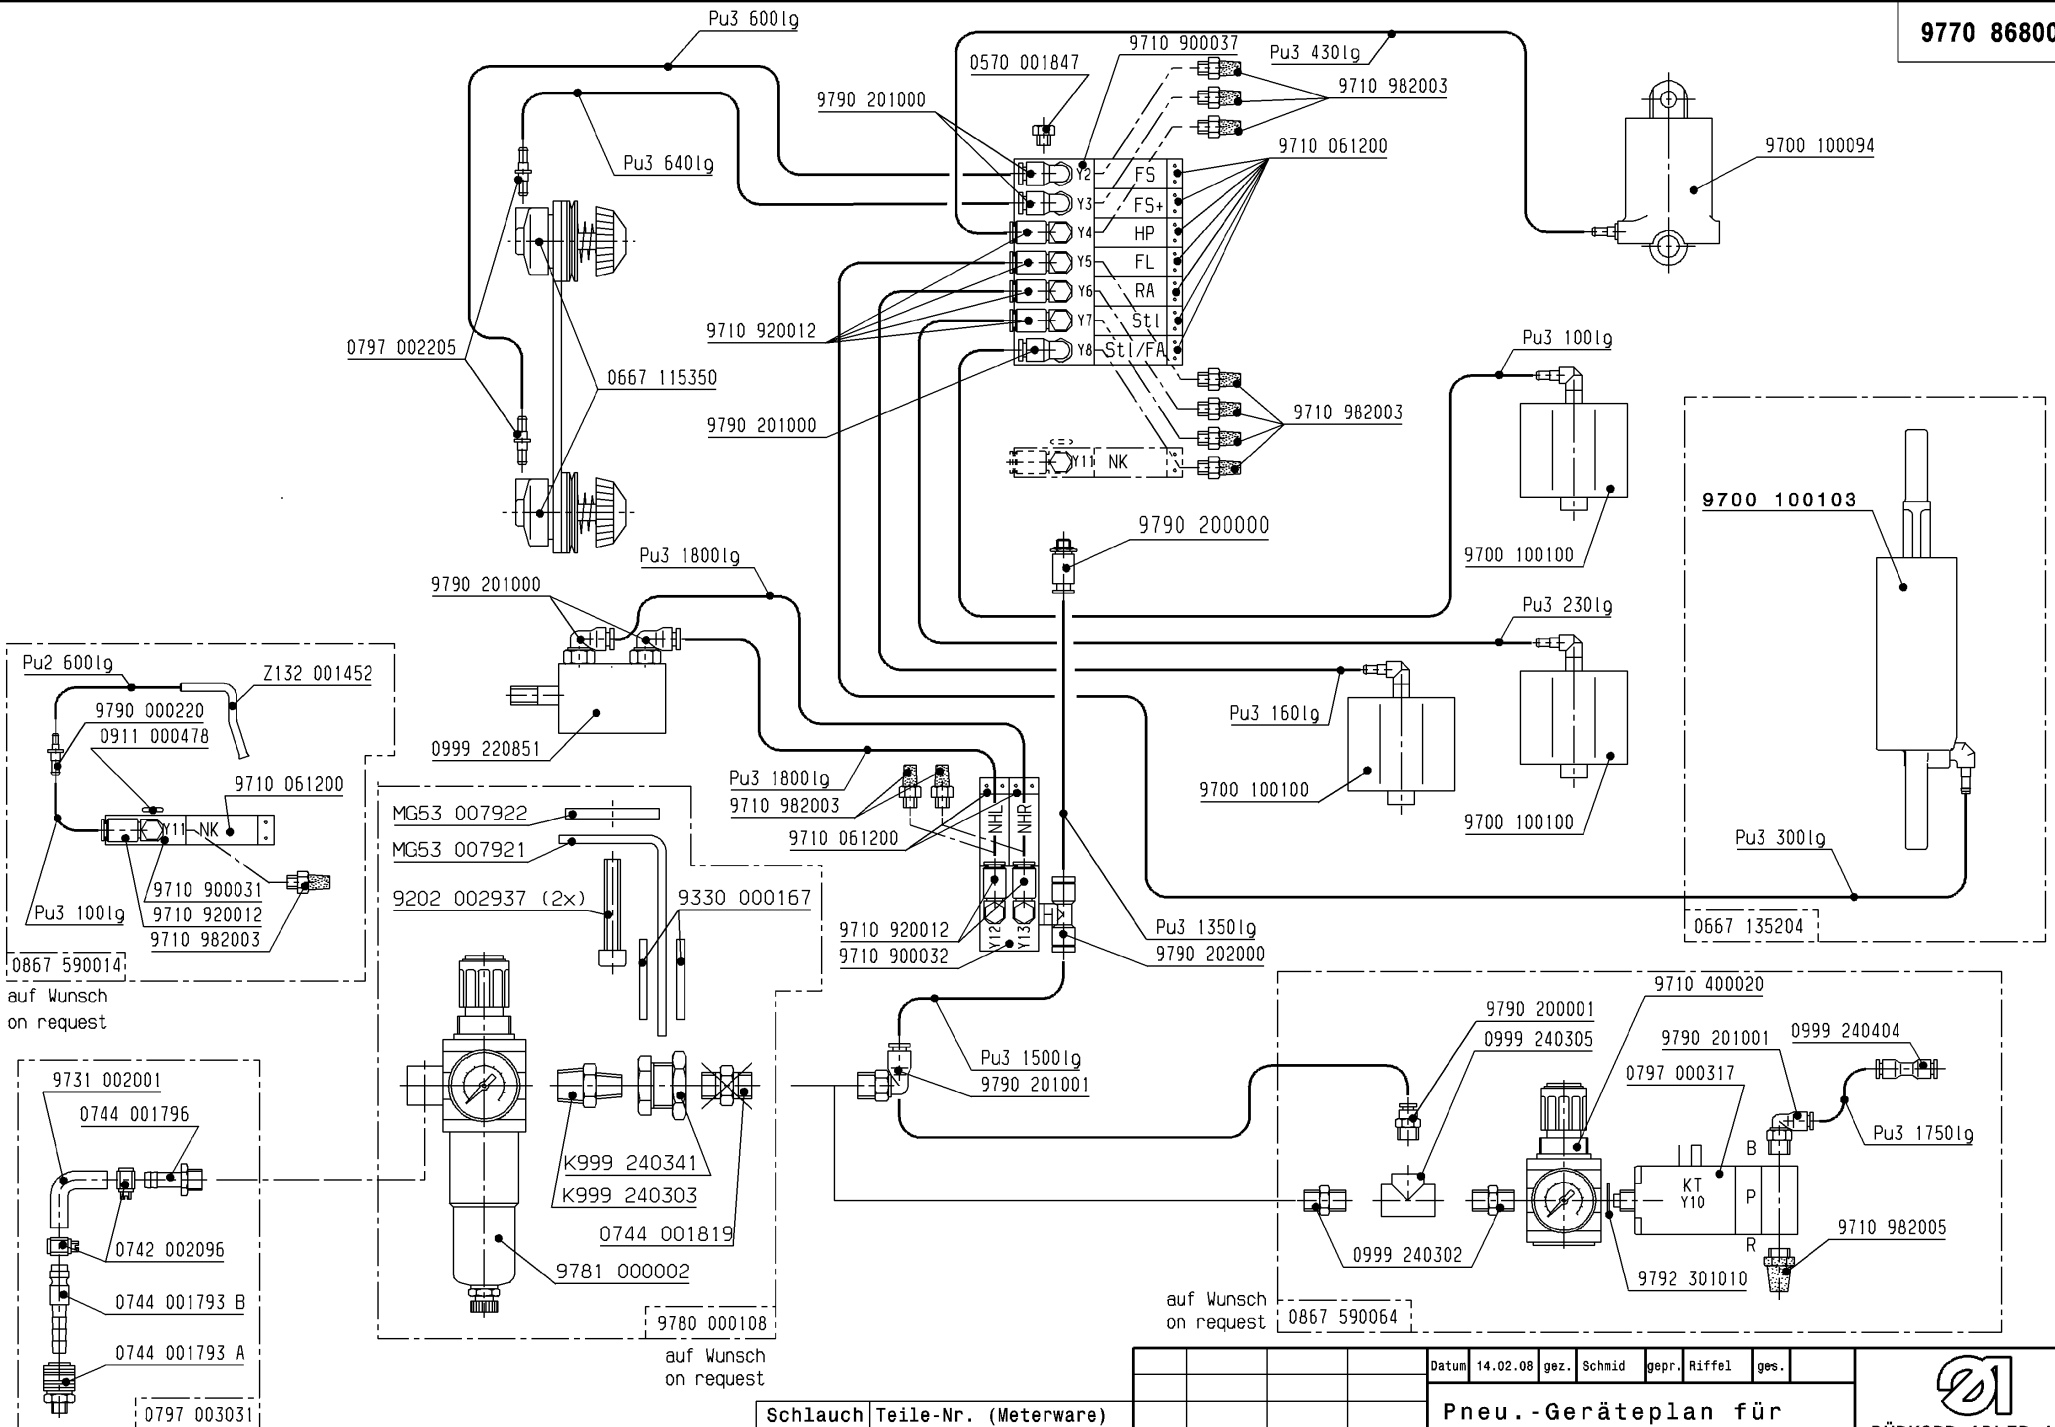 Pu3 600lg
9770 86800
9710 900037
Pu3 430lg
0570 001847
9710 982003
9790 201000
Pu3 640lg
9710 061200
9700 100094
Y2 FS
Y3 FS+
Y4 HP
Y5 FL
Y6 RA
Y7 Stl
Y8 Stl/FA
9710 920012
0797 002205
Pu3 100lg
0667 115350
9790 201000
9710 982003
Y11 NK
9700 100103
9790 200000
9700 100100
Pu3 1800lg
9790 201000
Pu3 230lg
Pu2 600lg
Z132 001452
9790 000220
0911 000478
Pu3 160lg
0999 220851
9710 061200
Pu3 1800lg
9710 982003
9700 100100
MG53 007922
9700 100100
Y11 NK
NHL NHR
9710 061200
Pu3 300lg
MG53 007921
9710 900031
9202 002937 (2x)
9330 000167
Pu3 100lg
9710 920012
9710 920012
Pu3 1350lg
0667 135204
9710 982003
Y12 Y13
9710 900032
9790 202000
0867 590014
auf Wunsch
on request
9710 400020
9790 200001
0999 240305
9790 201001
0999 240404
Pu3 1500lg
9731 002001
9790 201001
0797 000317
0744 001796
Pu3 1750lg
B
K999 240341
KT
Y10
P
K999 240303
0744 001819
9710 982005
R
0742 002096
0999 240302
9781 000002
9792 301010
0744 001793 B
auf Wunsch
on request
0867 590064
9780 000108
0744 001793 A
auf Wunsch
on request
Datum 14.02.08 gez. Schmid gepr. Riffel ges.
0797 003031
Schlauch Teile-Nr. (Meterware)
Pneu.-Geräteplan für